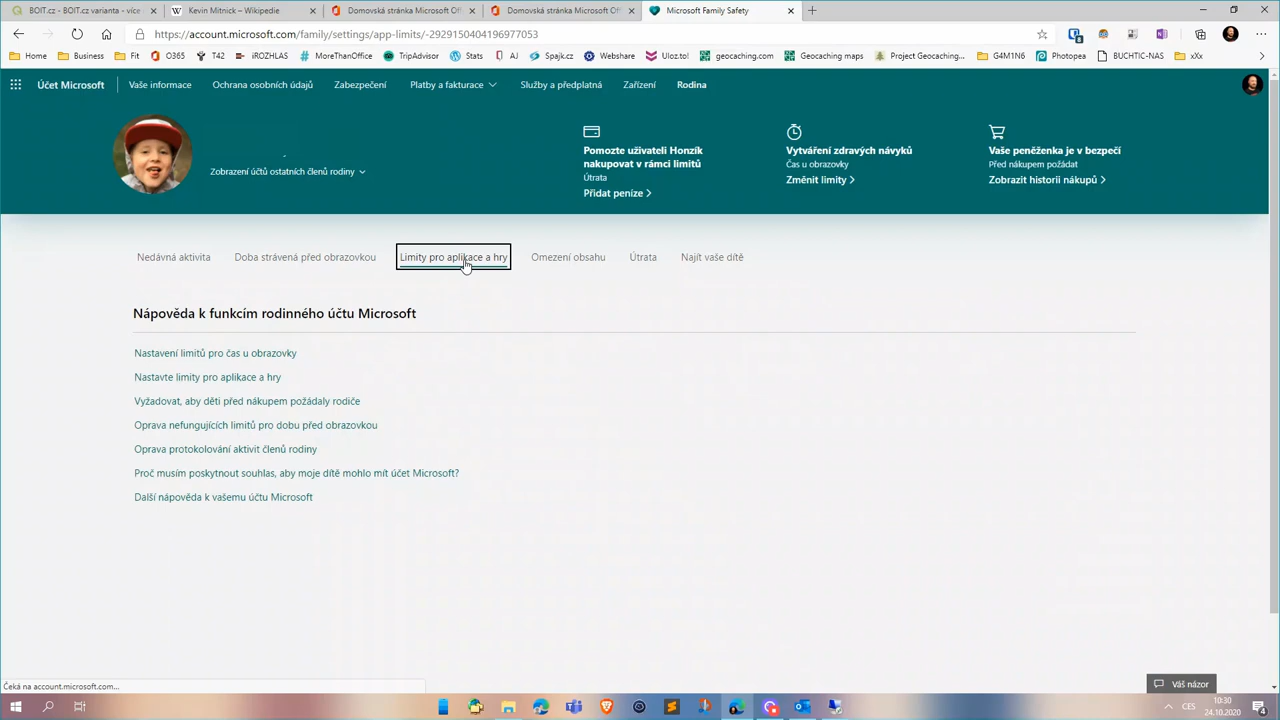 BOIT.cz - BOIT.cz varianta - více
Kevin Mitnick – Wikipedie
Domovská stránka Microsoft Of
Domovská stránka Microsoft Of
Microsoft Family Safety
https://account.microsoft.com/family/settings/app-limits/-2929150404196977053
Home
Business
Fit
O365
T42
iROZHLAS
MoreThanOffice
TripAdvisor
Stats
AJ
Spajk.cz
Webshare
Uloz.to!
geocaching.com
Geocaching maps
Project Geocaching...
G4M1N6
Photopea
BUCHTIC-NAS
xXx
Účet Microsoft
Vaše informace
Ochrana osobních údajů
Zabezpečení
Platby a fakturace
Služby a předplatná
Zařízení
Rodina
Zobrazení účtů ostatních členů rodiny
Pomozte uživateli Honzík
nakupovat v rámci limitů
Útrata
Přidat peníze
Vytváření zdravých návyků
Čas u obrazovky
Změnit limity
Vaše peněženka je v bezpečí
Před nákupem požádat
Zobrazit historii nákupů
Nedávná aktivita
Doba strávená před obrazovkou
Limity pro aplikace a hry
Omezení obsahu
Útrata
Najít vaše dítě
Nápověda k funkcím rodinného účtu Microsoft
Nastavení limitů pro čas u obrazovky
Nastavte limity pro aplikace a hry
Vyžadovat, aby děti před nákupem požádaly rodiče
Oprava nefungujících limitů pro dobu před obrazovkou
Oprava protokolování aktivit členů rodiny
Proč musím poskytnout souhlas, aby moje dítě mohlo mít účet Microsoft?
Další nápověda k vašemu účtu Microsoft
Váš názor
Čeká na account.microsoft.com...
CES
10:30
24.10.2020
4